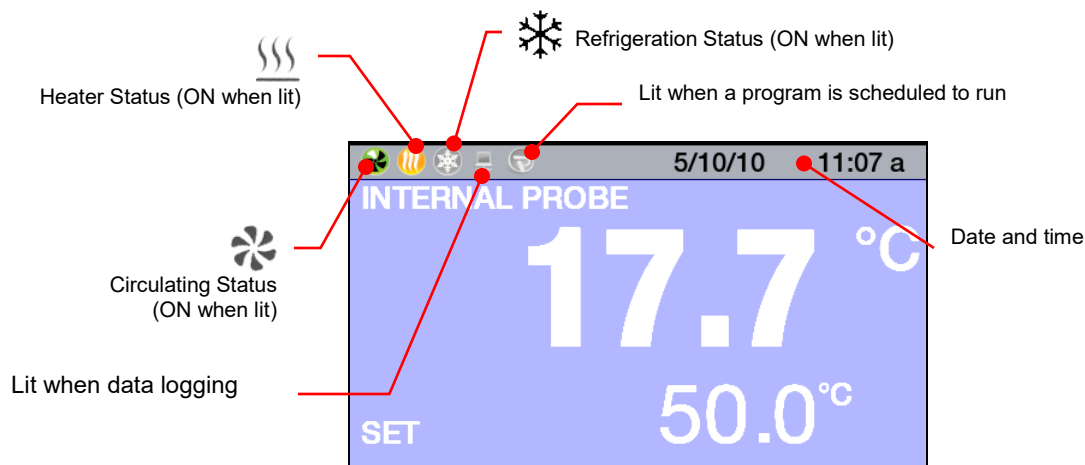 Refrigeration Status (ON when lit)
Heater Status (ON when lit)
Lit when a program is scheduled to run
5/10/10 11:07 a
INTERNAL PROBE
17.7 °C
Date and time
Circulating Status
(ON when lit)
Lit when data logging
SET 50.0°C